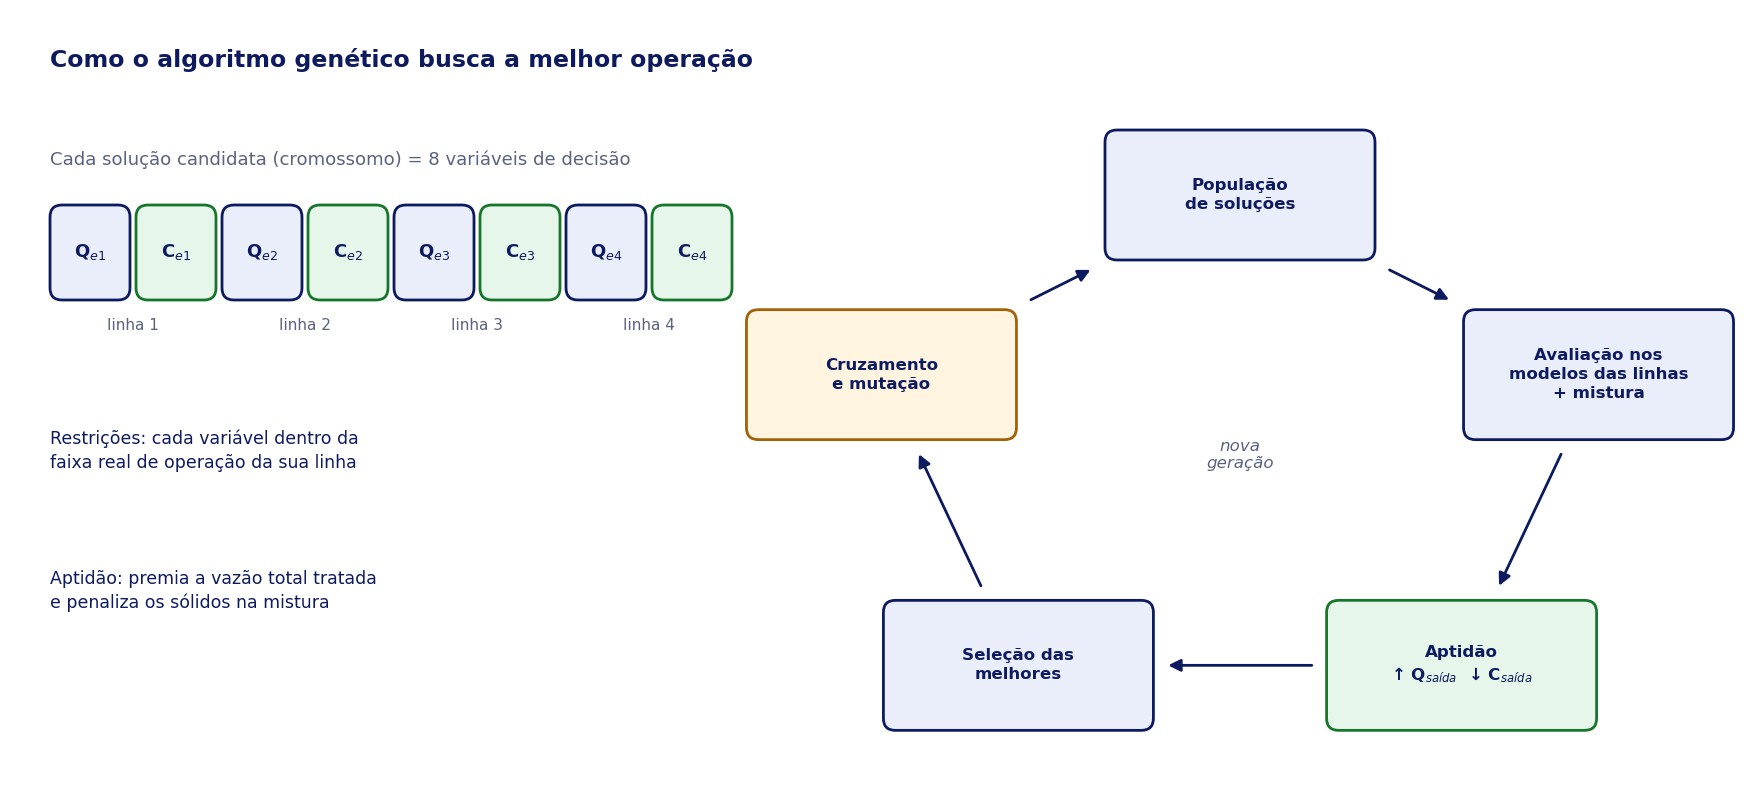 Como o algoritmo genético busca a melhor operação
Cada solução candidata (cromossomo) = 8 variáveis de decisão
Qe1 Ce1 Qe2 Ce2 Qe3 Ce3 Qe4 Ce4
linha 1 linha 2 linha 3 linha 4
Restrições: cada variável dentro da
faixa real de operação da sua linha
Aptidão: premia a vazão total tratada
e penaliza os sólidos na mistura
População
de soluções
Avaliação nos
modelos das linhas
+ mistura
Aptidão
↑ Qsaída ↓ Csaída
Seleção das
melhores
Cruzamento
e mutação
nova
geração